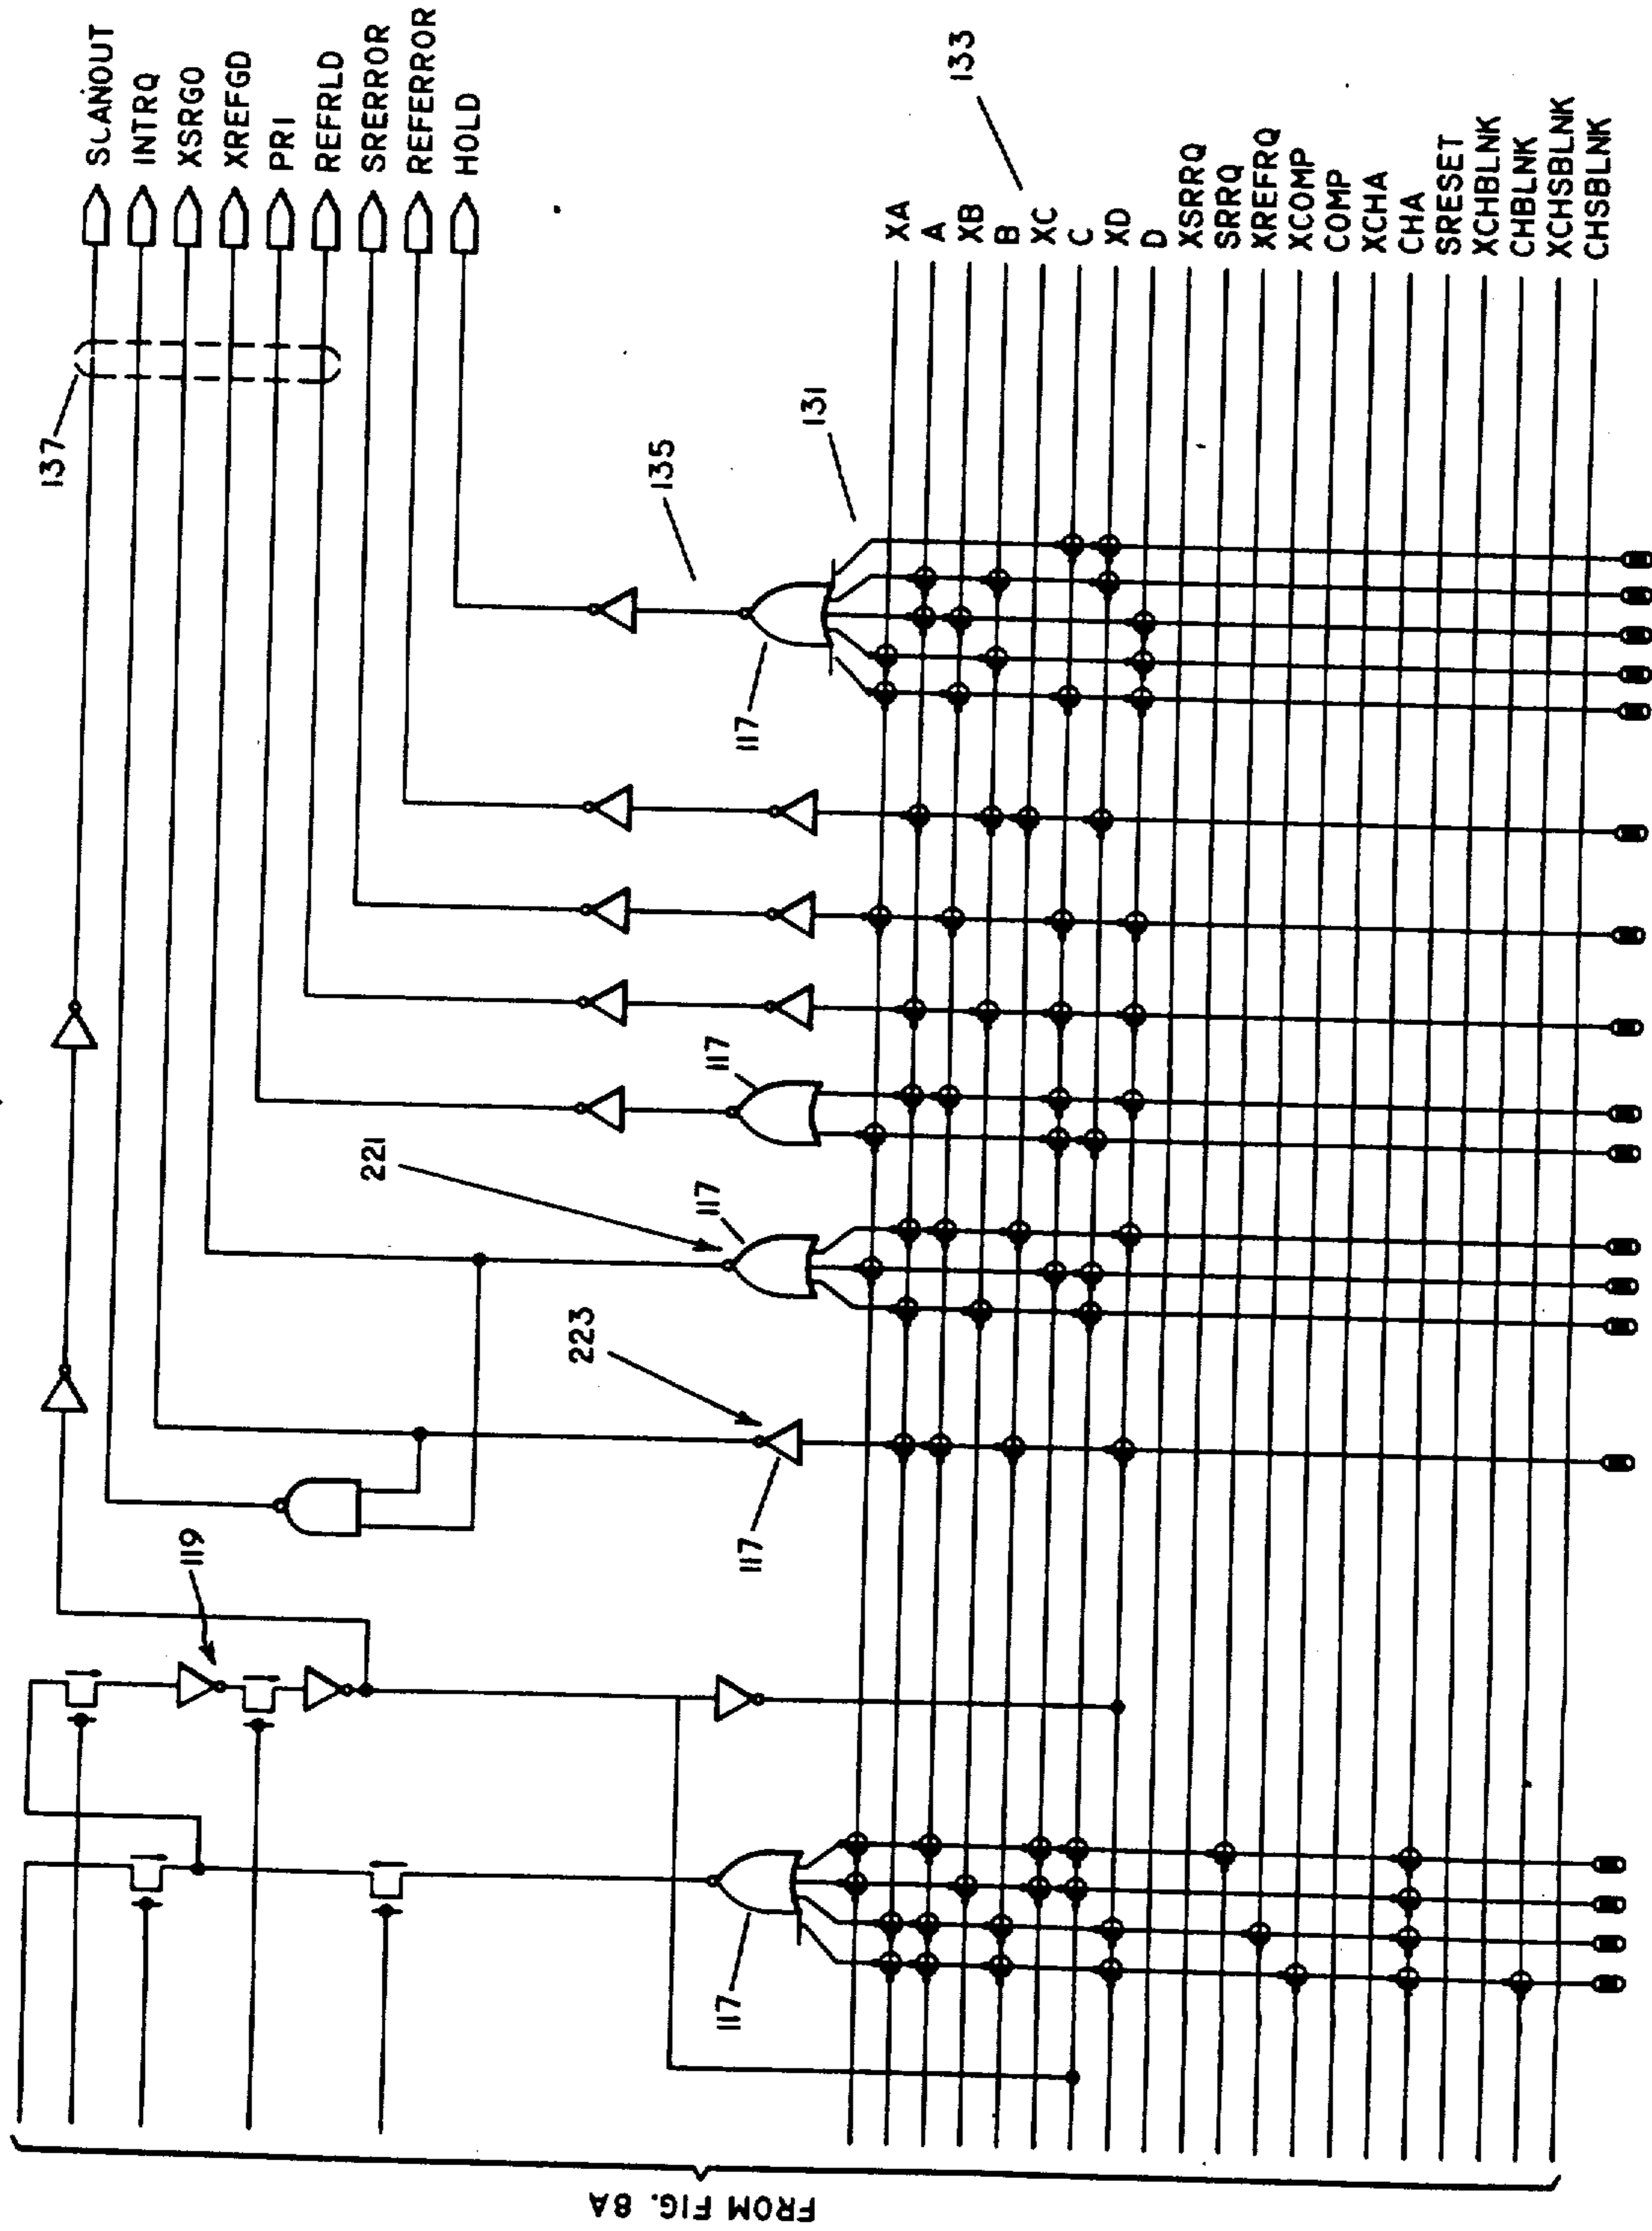 SCANOUT
INTRQ
XSRGO
XREFGD
PRI
REFRLD
SRERROR
REFERROR
HOLD
137
133
135
131
XA
A
XB
B
XC
C
XD
D
XSRRQ
SRRQ
XREFRQ
XCOMP
COMP
XCHA
CHA
SRESET
XCHBLNK
CHBLNK
XCHSBLNK
CHSBLNK
117
117
221
117
223
117
119
117
FROM FIG. 8A